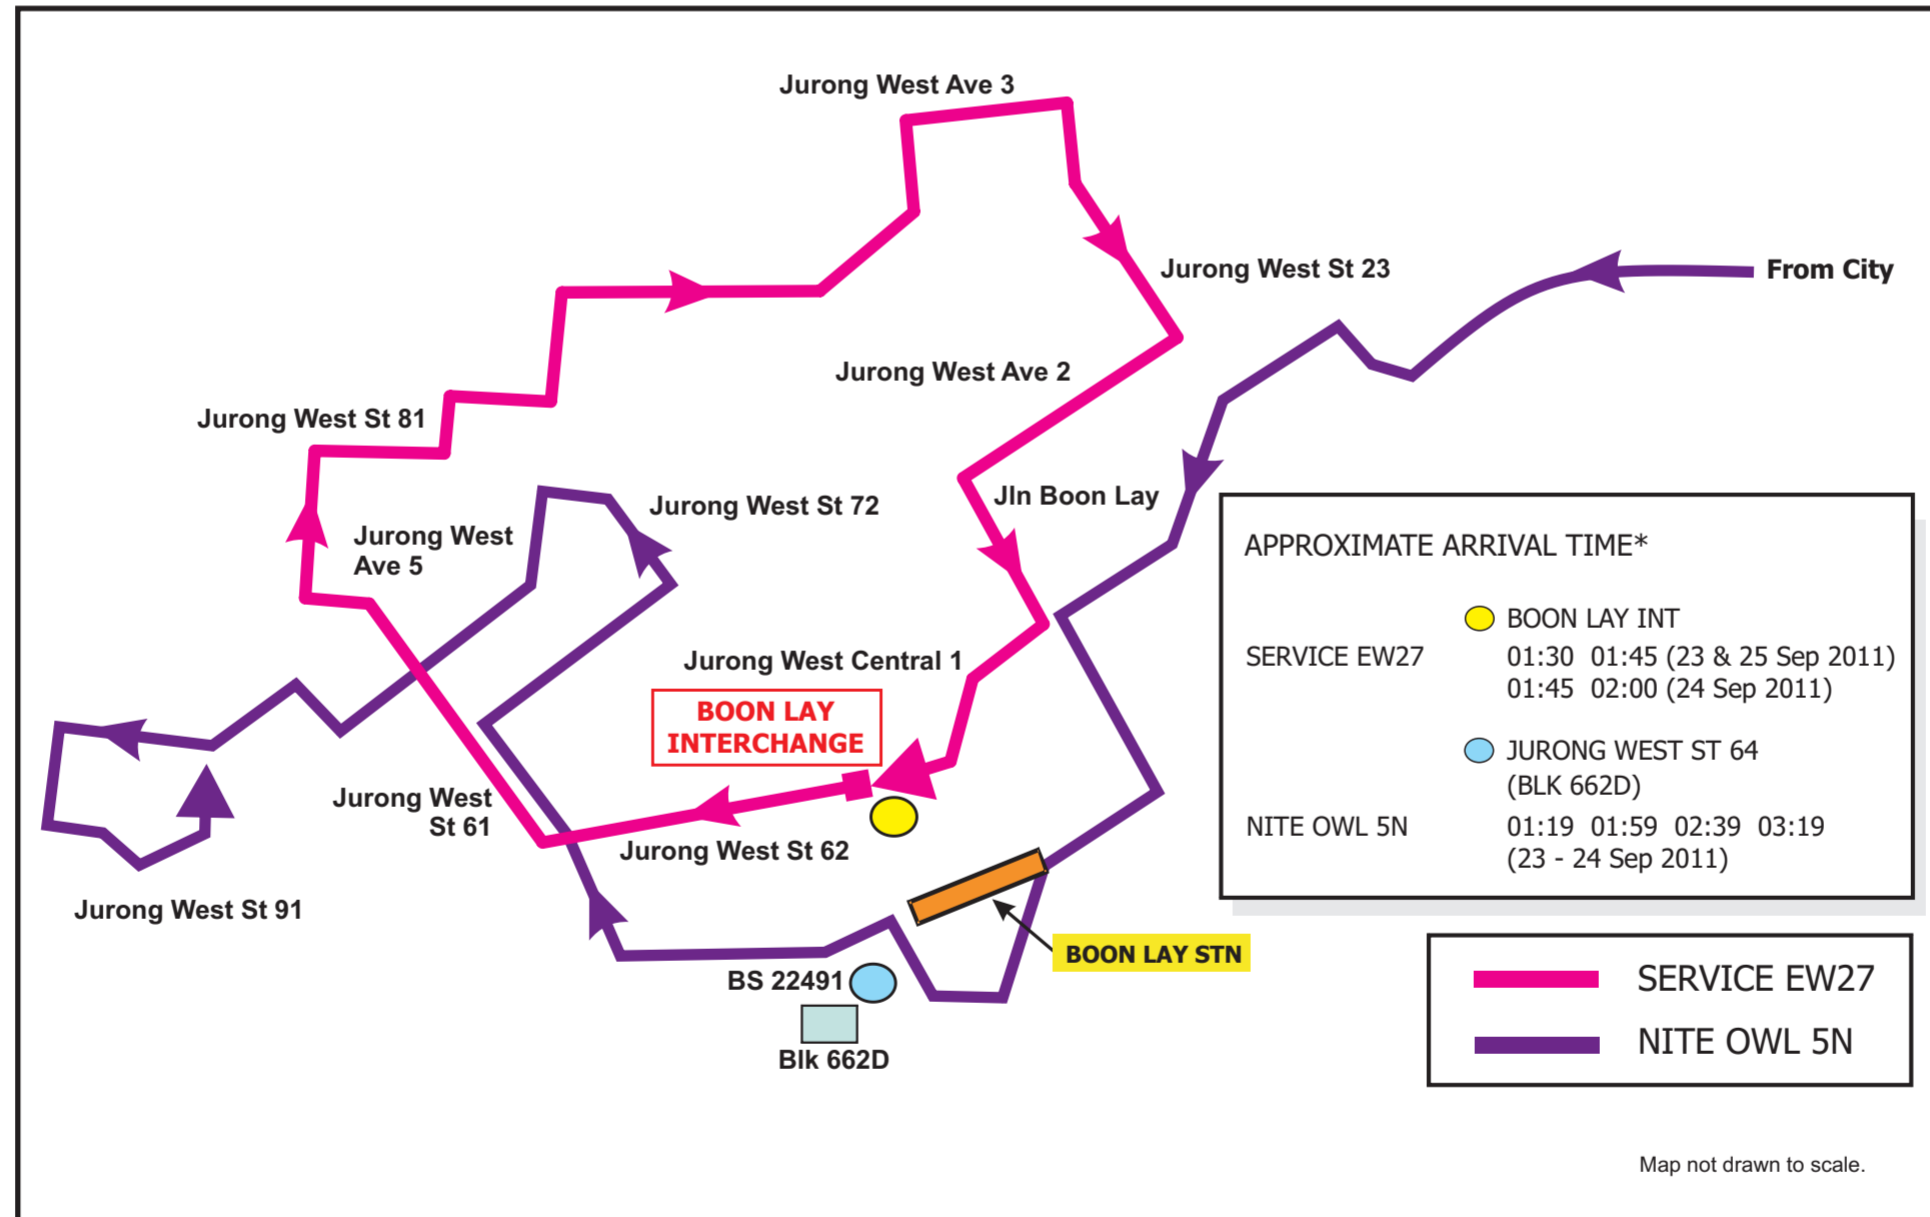 Jurong West Ave 3
Jurong West St 23
From City
Jurong West Ave 2
Jurong West St 81
Jln Boon Lay
Jurong West St 72
Jurong West
Ave 5
Jurong West Central 1
BOON LAY
INTERCHANGE
Jurong West
St 61
Jurong West St 62
Jurong West St 91
BOON LAY STN
BS 22491
Blk 662D
APPROXIMATE ARRIVAL TIME*
BOON LAY INT
SERVICE EW27 01:30 01:45 (23 & 25 Sep 2011)
01:45 02:00 (24 Sep 2011)
JURONG WEST ST 64
(BLK 662D)
NITE OWL 5N 01:19 01:59 02:39 03:19
(23 - 24 Sep 2011)
SERVICE EW27
NITE OWL 5N
Map not drawn to scale.